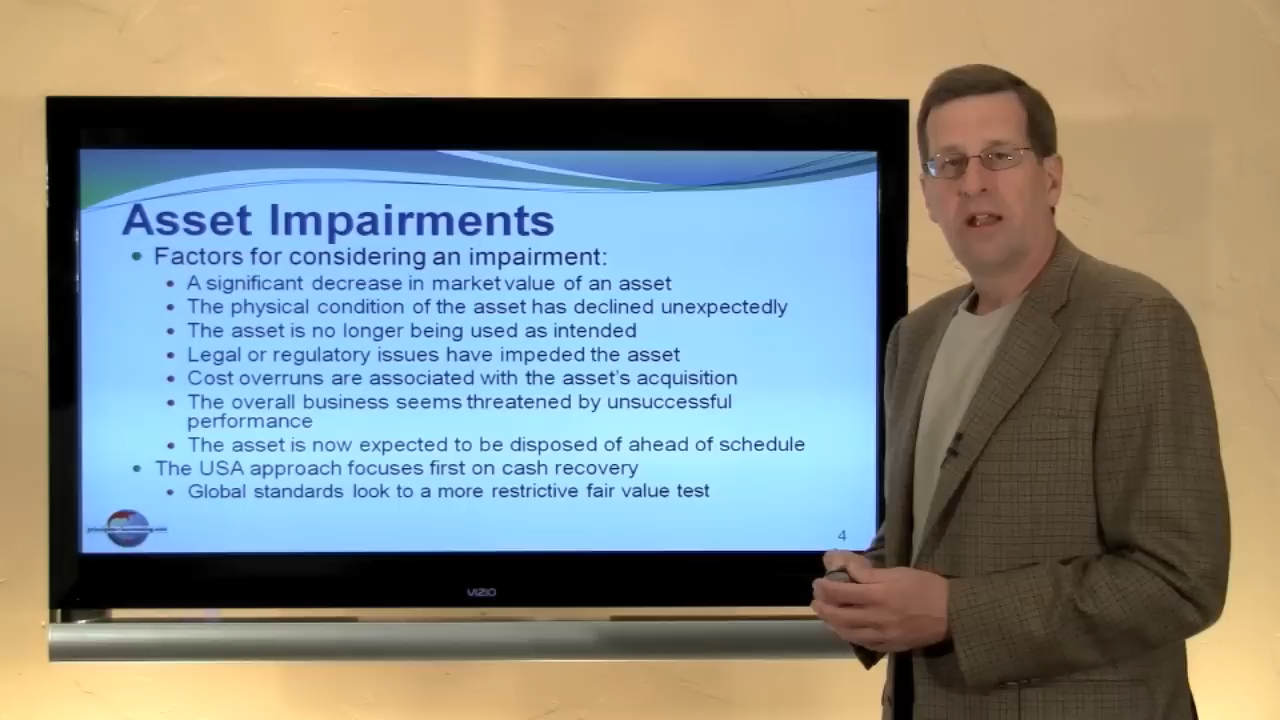 Asset Impairments
• Factors for considering an impairment:
• A significant decrease in market value of an asset
• The physical condition of the asset has declined unexpectedly
• The asset is no longer being used as intended
• Legal or regulatory issues have impeded the asset
• Cost overruns are associated with the asset's acquisition
• The overall business seems threatened by unsuccessful
performance
• The asset is now expected to be disposed of ahead of schedule
• The USA approach focuses first on cash recovery
• Global standards look to a more restrictive fair value test
4
VIZIO